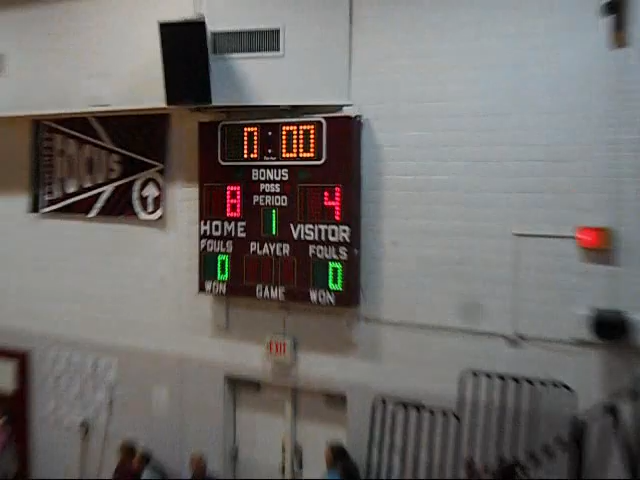 FOCUS
0:00
BONUS
POSS
8 PERIOD 4
1
HOME VISITOR
FOULS PLAYER FOULS
0 0
WON GAME WON
EXIT